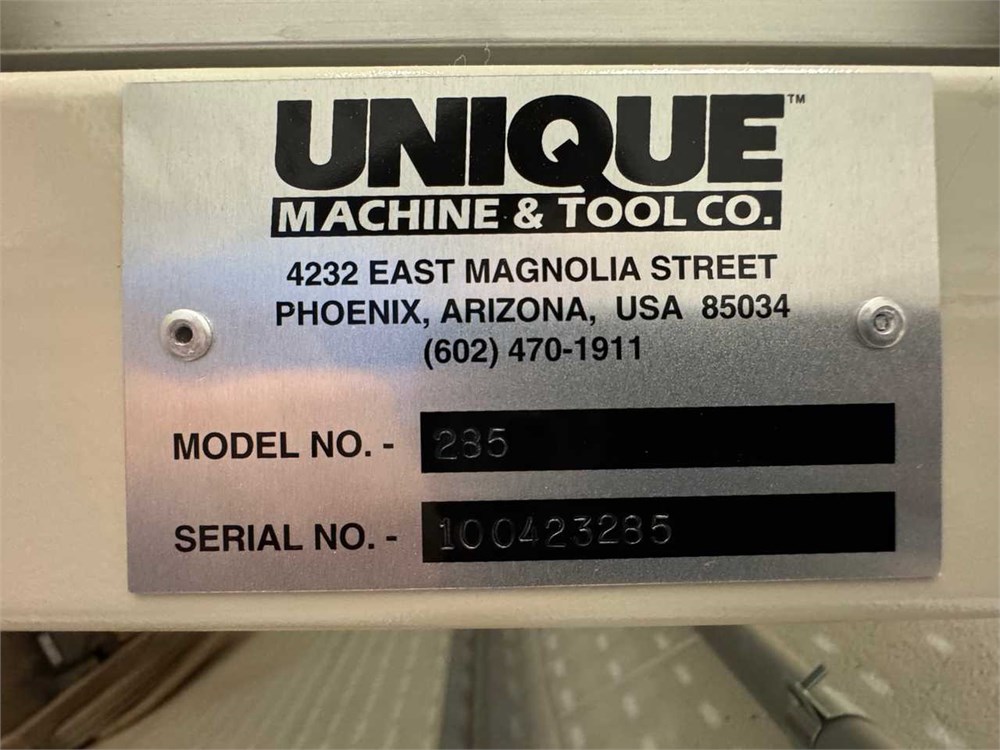 UNIQUE™
MACHINE & TOOL CO.
4232 EAST MAGNOLIA STREET
PHOENIX, ARIZONA, USA 85034
(602) 470-1911
MODEL NO. - 285
SERIAL NO. - 100423285